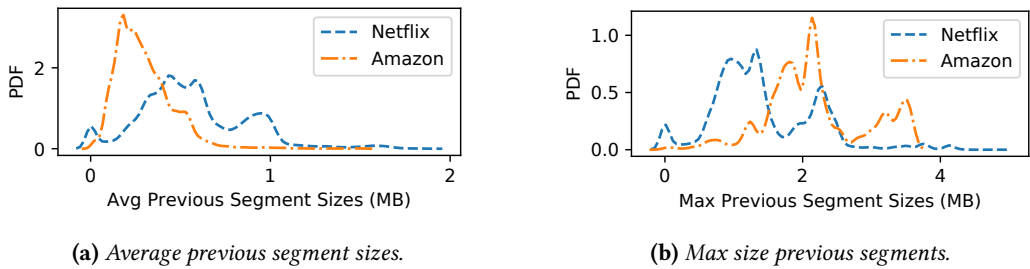 PDF
2
0
Netflix
Amazon
0
1
2
Avg Previous Segment Sizes (MB)
(a) Average previous segment sizes.
PDF
1.0
0.5
0.0
Netflix
Amazon
0
2
4
Max Previous Segment Sizes (MB)
(b) Max size previous segments.